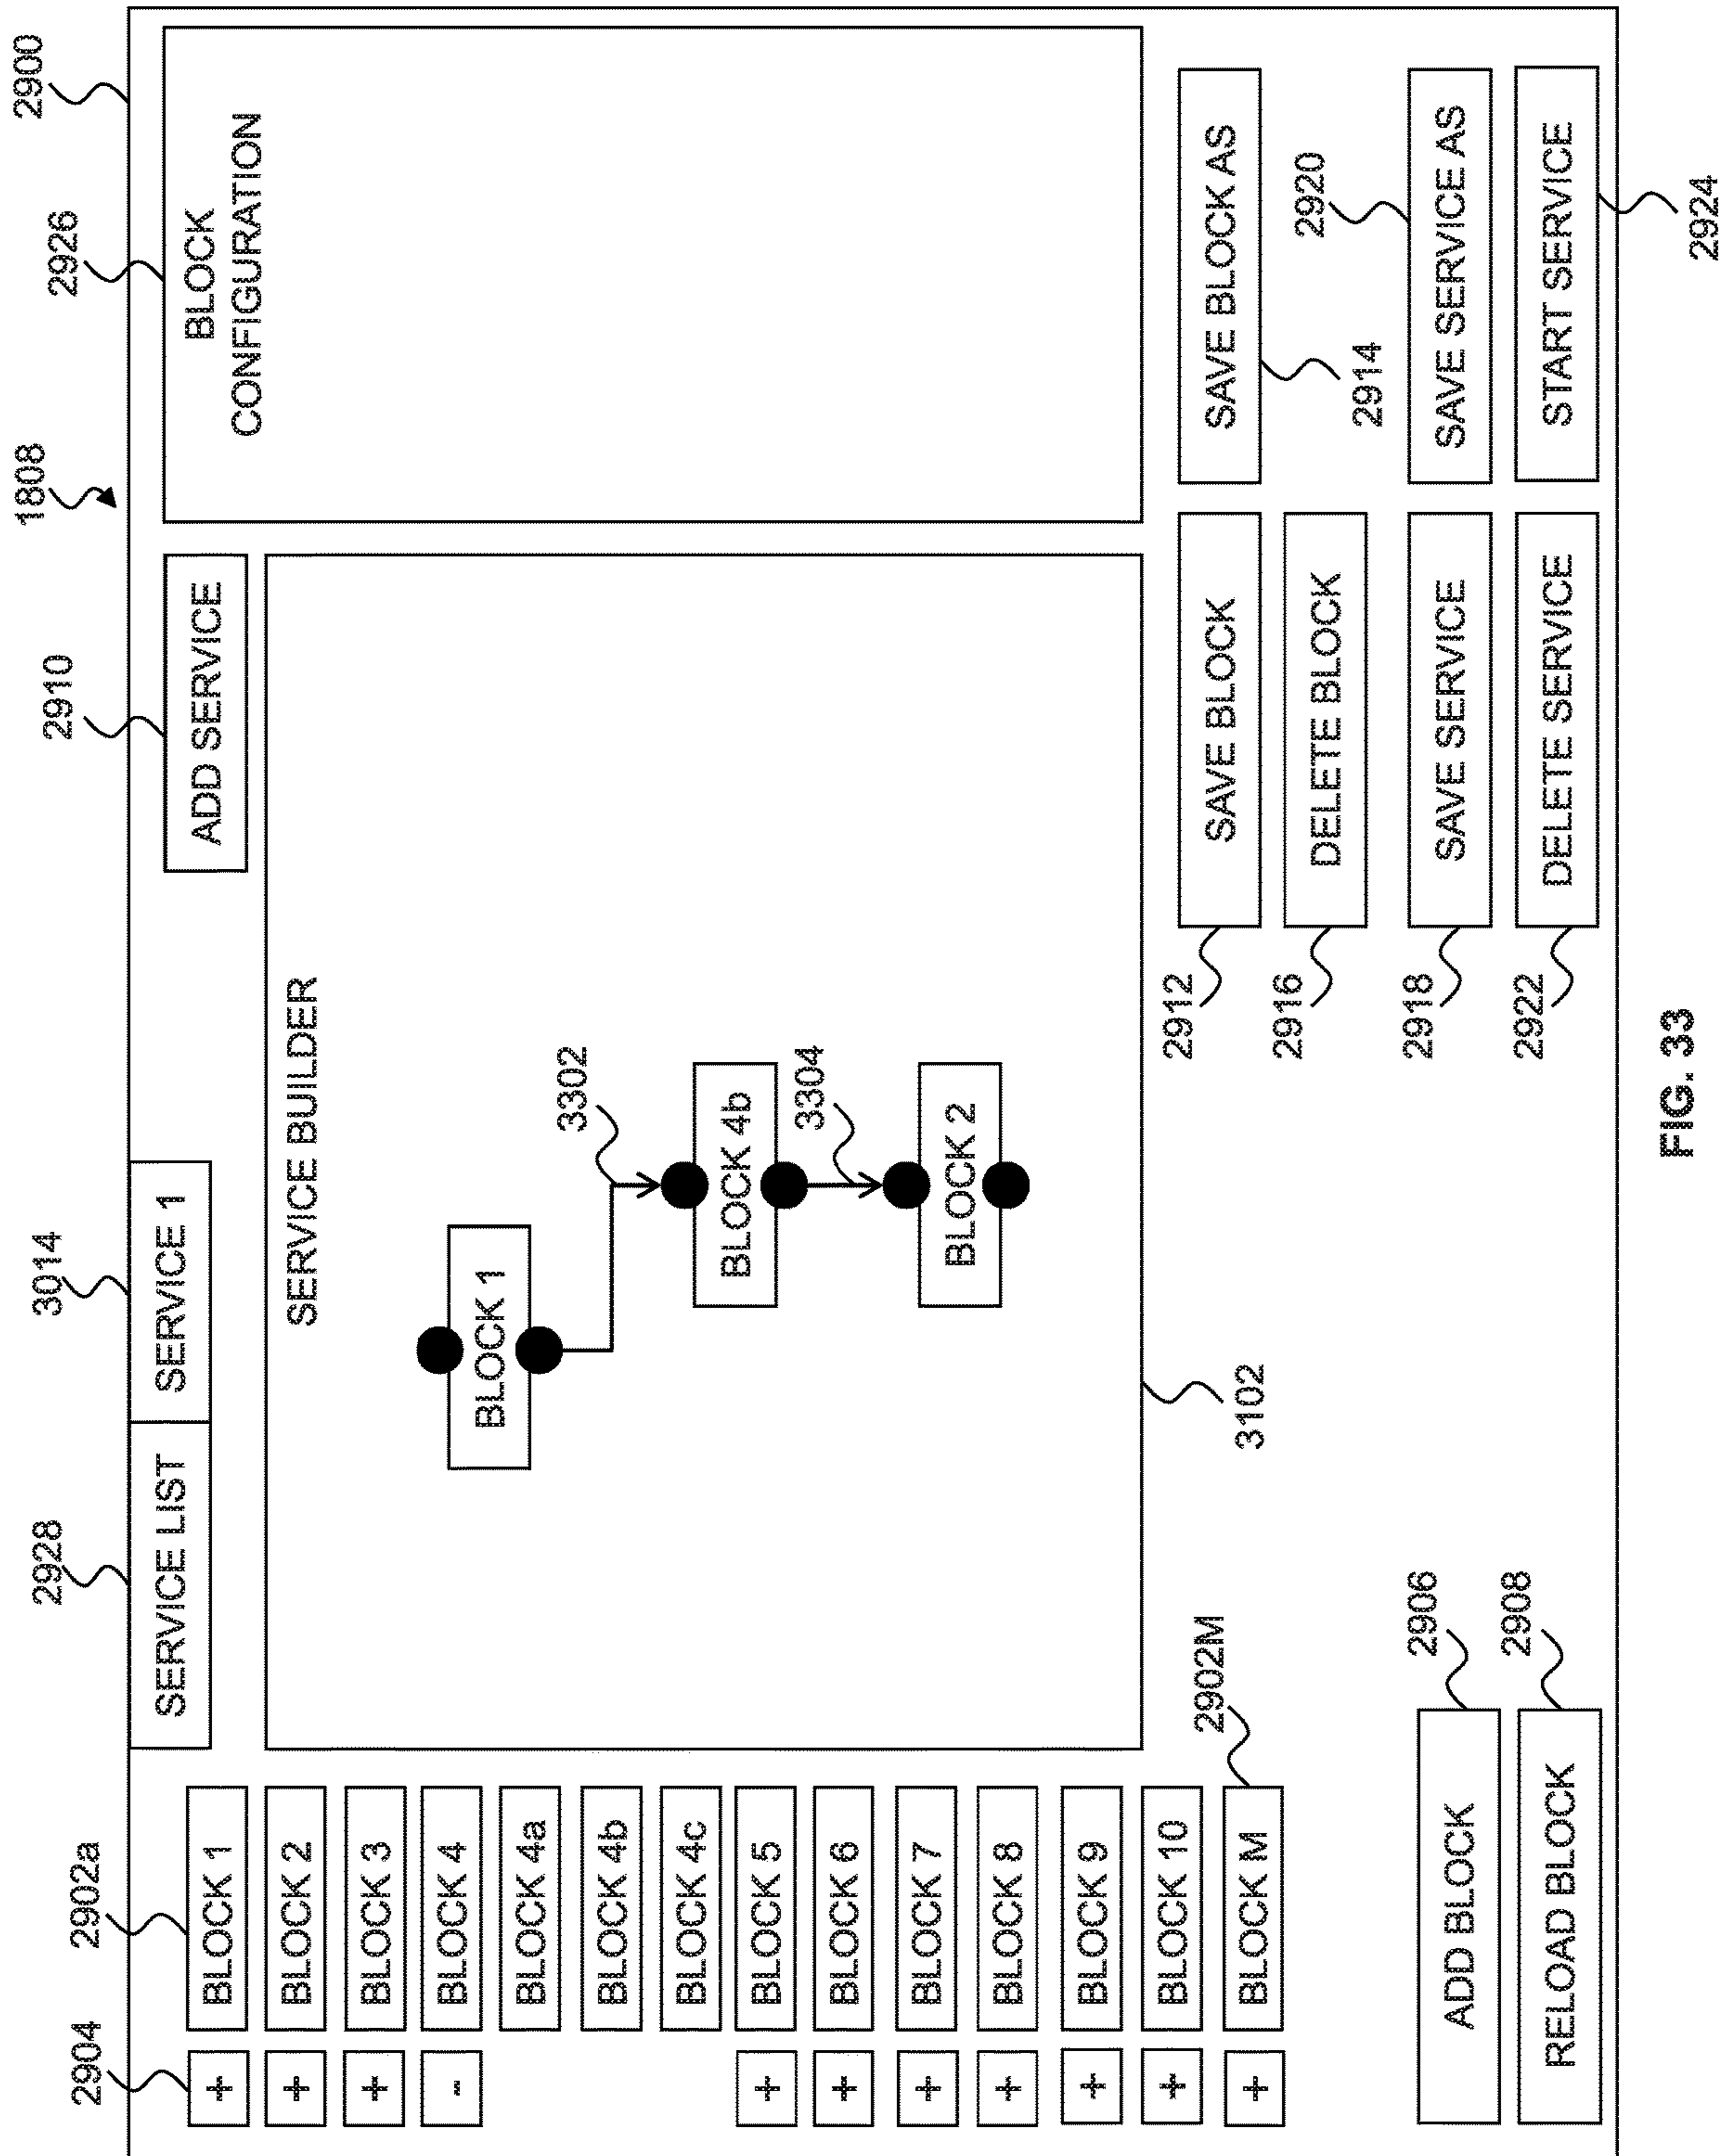 1808
2900
2904
2902a
2928
3014
2910
2926
SERVICE LIST
SERVICE 1
ADD SERVICE
BLOCK
CONFIGURATION
+ BLOCK 1
+ BLOCK 2
+ BLOCK 3
- BLOCK 4
BLOCK 4a
BLOCK 4b
BLOCK 4c
+ BLOCK 5
+ BLOCK 6
+ BLOCK 7
+ BLOCK 8
+ BLOCK 9
+ BLOCK 10
+ BLOCK M
2902M
SERVICE BUILDER
BLOCK 1
3302
BLOCK 4b
3304
BLOCK 2
3102
ADD BLOCK
2906
RELOAD BLOCK
2908
2912
SAVE BLOCK
SAVE BLOCK AS
2914
2916
DELETE BLOCK
2920
2918
SAVE SERVICE
SAVE SERVICE AS
2922
DELETE SERVICE
START SERVICE
2924
FIG. 33